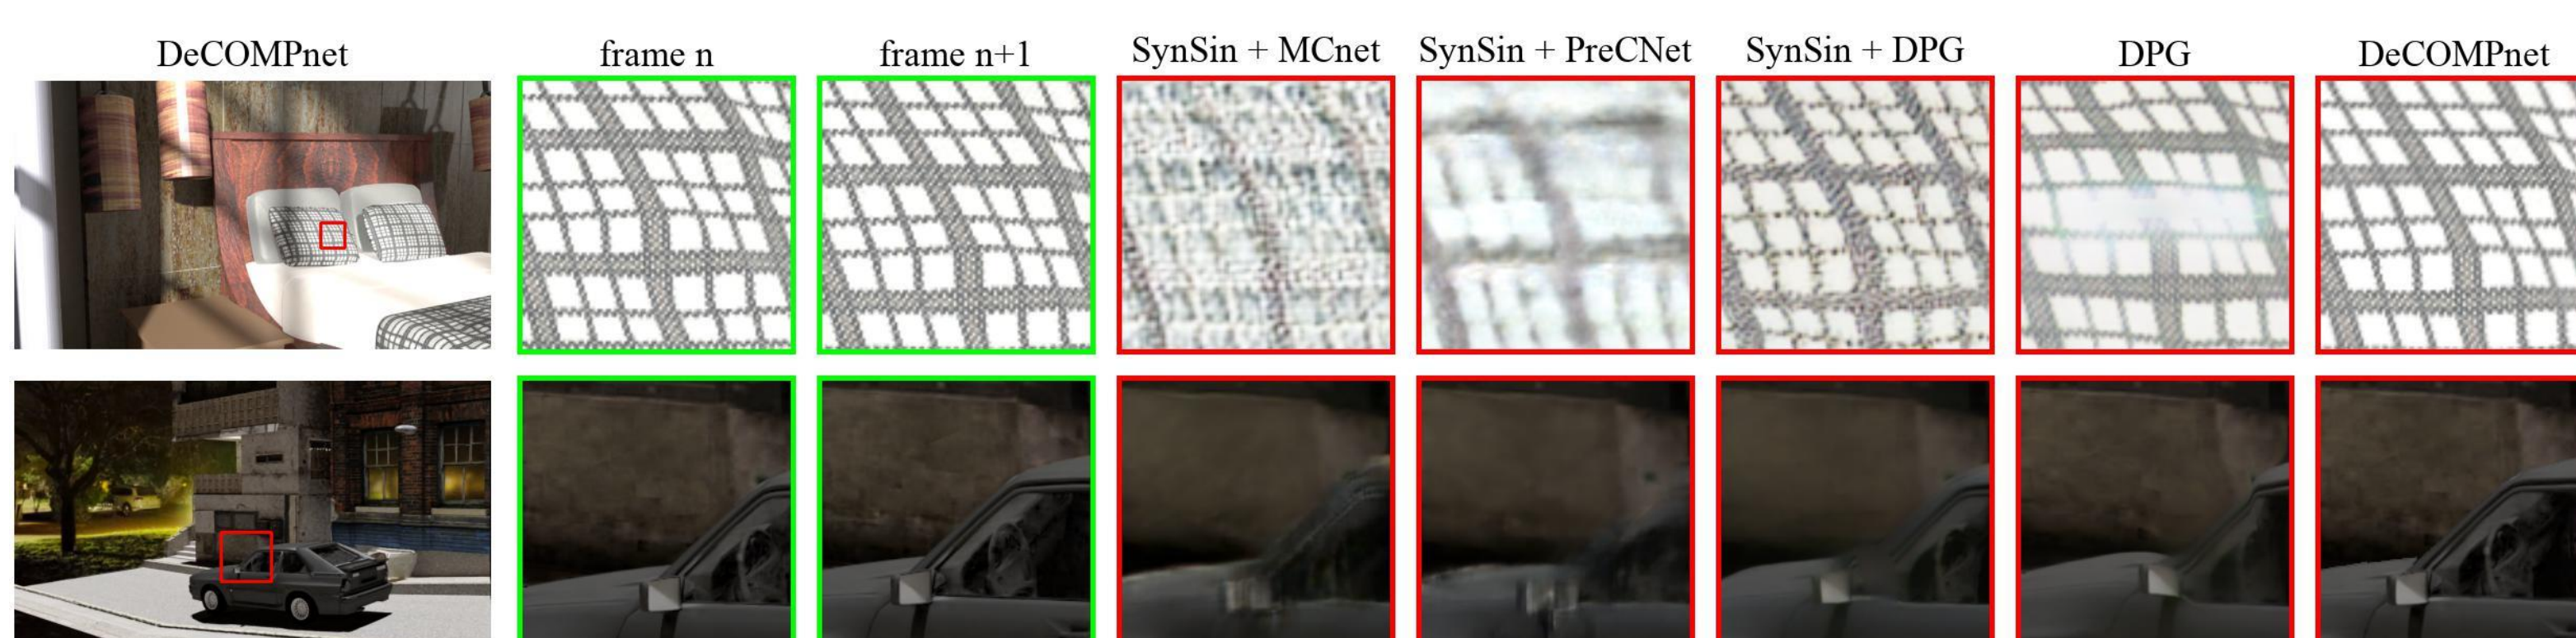 DeCOMPnet frame n frame n+1 SynSin + MCnet SynSin + PreCNet SynSin + DPG DPG DeCOMPnet